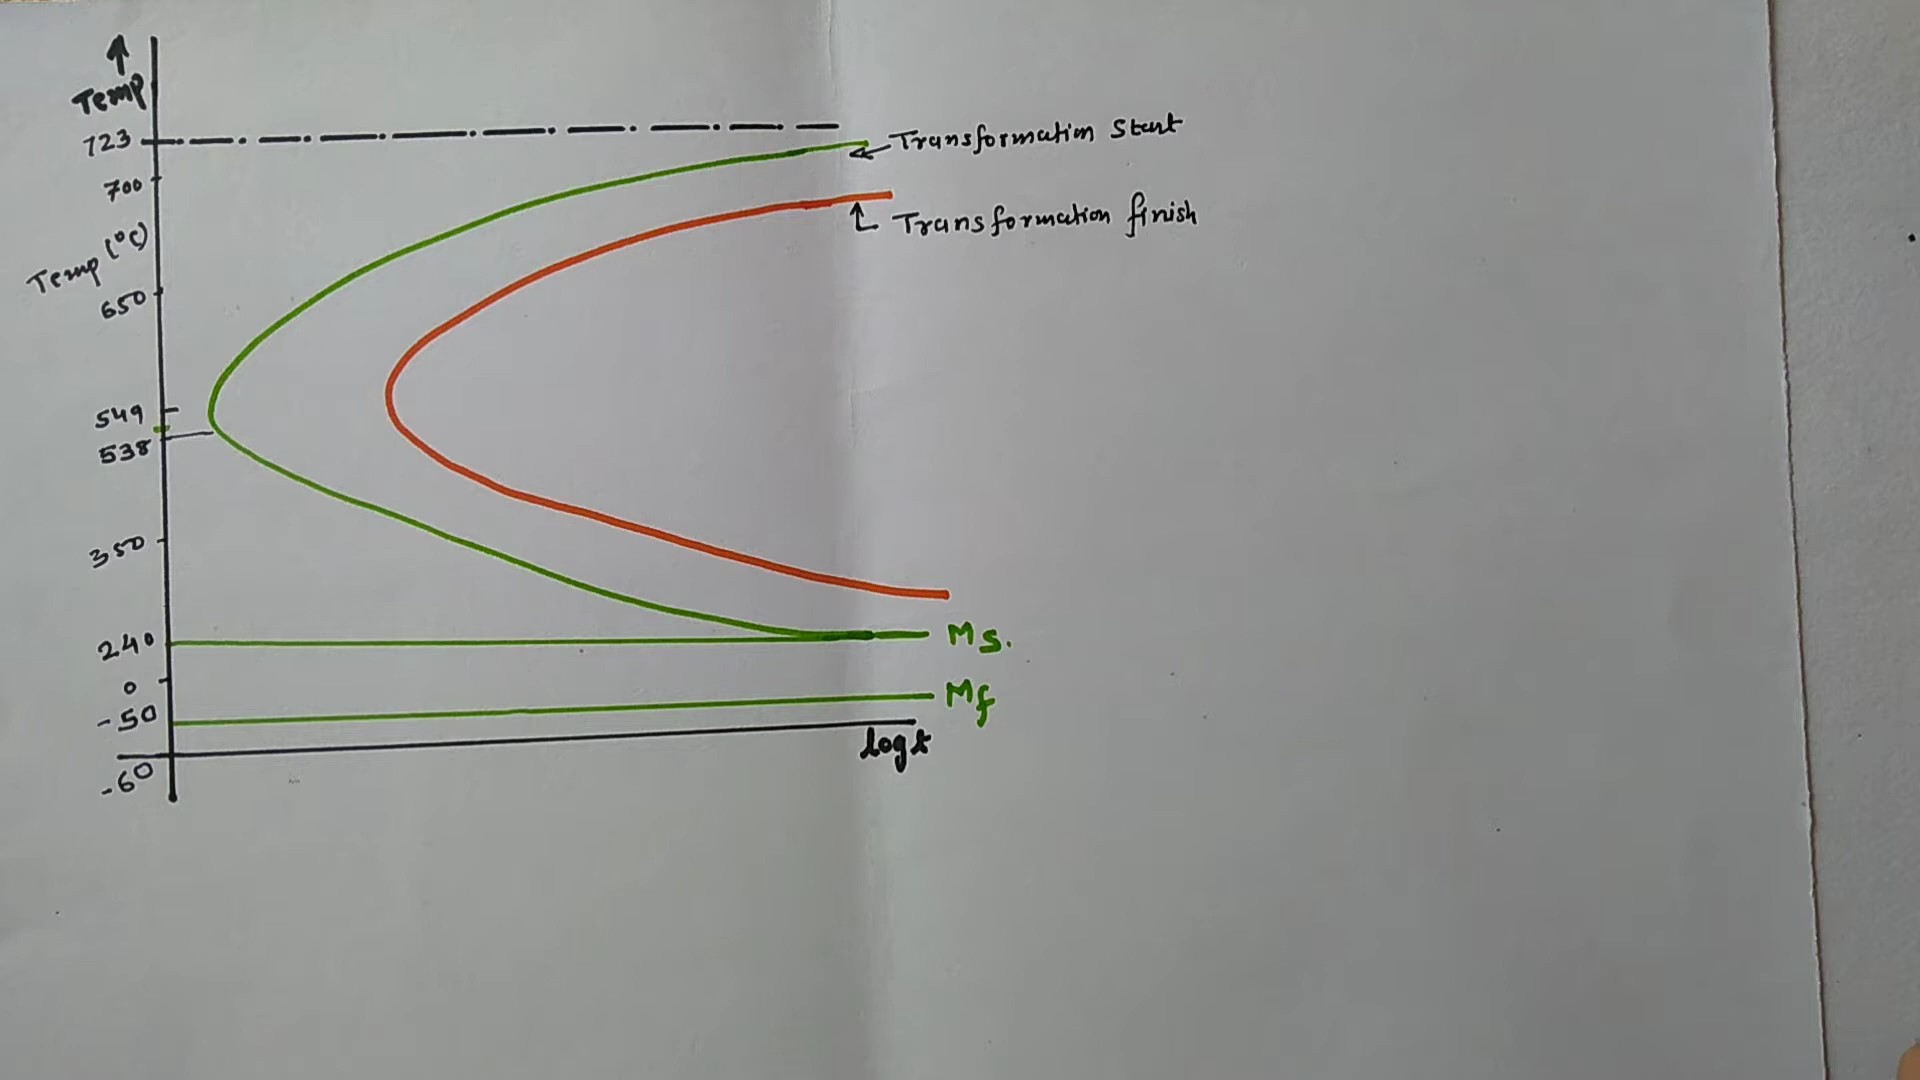 Temp
723
Transformation Start
700
Transformation finish
Temp (°C)
650
549
538
350
240
Ms.
0
Mf
-50
log t
-60